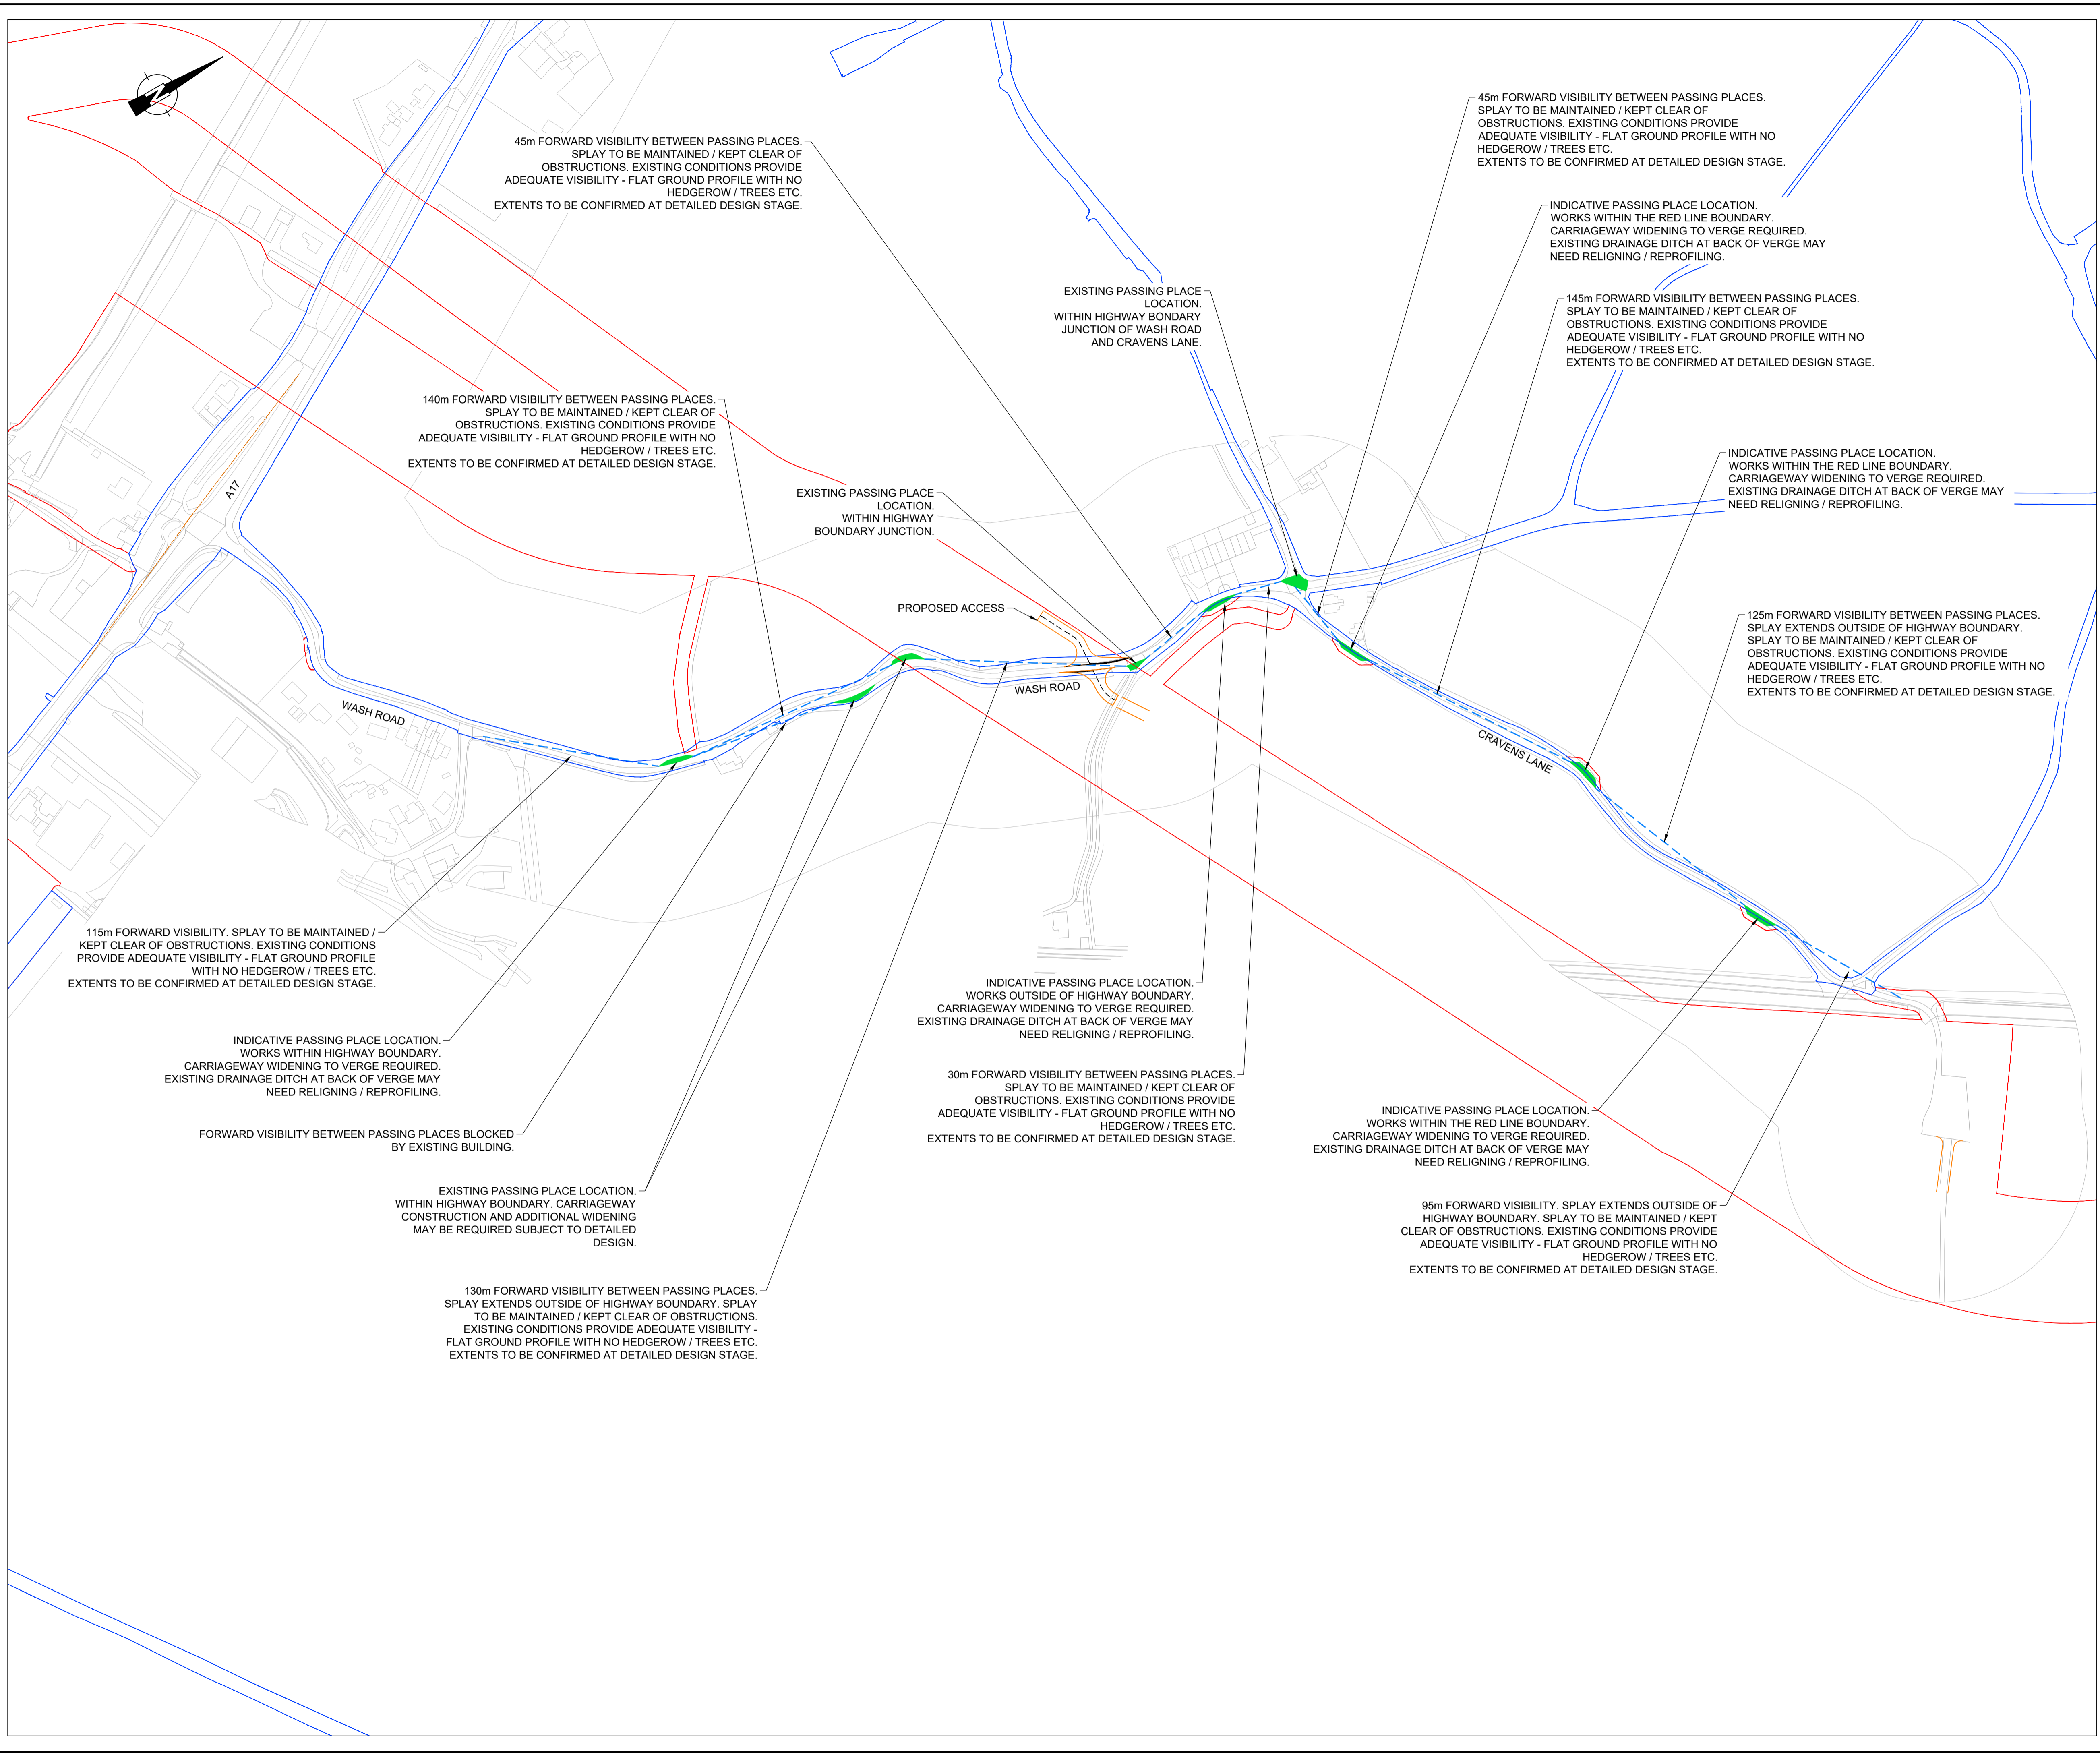 N
45m FORWARD VISIBILITY BETWEEN PASSING PLACES.
SPLAY TO BE MAINTAINED / KEPT CLEAR OF
OBSTRUCTIONS. EXISTING CONDITIONS PROVIDE
ADEQUATE VISIBILITY - FLAT GROUND PROFILE WITH NO
HEDGEROW / TREES ETC.
EXTENTS TO BE CONFIRMED AT DETAILED DESIGN STAGE.
45m FORWARD VISIBILITY BETWEEN PASSING PLACES.
SPLAY TO BE MAINTAINED / KEPT CLEAR OF
OBSTRUCTIONS. EXISTING CONDITIONS PROVIDE
ADEQUATE VISIBILITY - FLAT GROUND PROFILE WITH NO
HEDGEROW / TREES ETC.
EXTENTS TO BE CONFIRMED AT DETAILED DESIGN STAGE.
INDICATIVE PASSING PLACE LOCATION.
WORKS WITHIN THE RED LINE BOUNDARY.
CARRIAGEWAY WIDENING TO VERGE REQUIRED.
EXISTING DRAINAGE DITCH AT BACK OF VERGE MAY
NEED RELIGNING / REPROFILING.
EXISTING PASSING PLACE
LOCATION.
WITHIN HIGHWAY BONDARY
JUNCTION OF WASH ROAD
AND CRAVENS LANE.
145m FORWARD VISIBILITY BETWEEN PASSING PLACES.
SPLAY TO BE MAINTAINED / KEPT CLEAR OF
OBSTRUCTIONS. EXISTING CONDITIONS PROVIDE
ADEQUATE VISIBILITY - FLAT GROUND PROFILE WITH NO
HEDGEROW / TREES ETC.
EXTENTS TO BE CONFIRMED AT DETAILED DESIGN STAGE.
140m FORWARD VISIBILITY BETWEEN PASSING PLACES.
SPLAY TO BE MAINTAINED / KEPT CLEAR OF
OBSTRUCTIONS. EXISTING CONDITIONS PROVIDE
ADEQUATE VISIBILITY - FLAT GROUND PROFILE WITH NO
HEDGEROW / TREES ETC.
EXTENTS TO BE CONFIRMED AT DETAILED DESIGN STAGE.
A17
EXISTING PASSING PLACE
LOCATION.
WITHIN HIGHWAY
BOUNDARY JUNCTION.
INDICATIVE PASSING PLACE LOCATION.
WORKS WITHIN THE RED LINE BOUNDARY.
CARRIAGEWAY WIDENING TO VERGE REQUIRED.
EXISTING DRAINAGE DITCH AT BACK OF VERGE MAY
NEED RELIGNING / REPROFILING.
PROPOSED ACCESS
125m FORWARD VISIBILITY BETWEEN PASSING PLACES.
SPLAY EXTENDS OUTSIDE OF HIGHWAY BOUNDARY.
SPLAY TO BE MAINTAINED / KEPT CLEAR OF
OBSTRUCTIONS. EXISTING CONDITIONS PROVIDE
ADEQUATE VISIBILITY - FLAT GROUND PROFILE WITH NO
HEDGEROW / TREES ETC.
EXTENTS TO BE CONFIRMED AT DETAILED DESIGN STAGE.
WASH ROAD
WASH ROAD
CRAVENS LANE
115m FORWARD VISIBILITY. SPLAY TO BE MAINTAINED /
KEPT CLEAR OF OBSTRUCTIONS. EXISTING CONDITIONS
PROVIDE ADEQUATE VISIBILITY - FLAT GROUND PROFILE
WITH NO HEDGEROW / TREES ETC.
EXTENTS TO BE CONFIRMED AT DETAILED DESIGN STAGE.
INDICATIVE PASSING PLACE LOCATION.
WORKS OUTSIDE OF HIGHWAY BOUNDARY.
CARRIAGEWAY WIDENING TO VERGE REQUIRED.
EXISTING DRAINAGE DITCH AT BACK OF VERGE MAY
NEED RELIGNING / REPROFILING.
INDICATIVE PASSING PLACE LOCATION.
WORKS WITHIN HIGHWAY BOUNDARY.
CARRIAGEWAY WIDENING TO VERGE REQUIRED.
EXISTING DRAINAGE DITCH AT BACK OF VERGE MAY
NEED RELIGNING / REPROFILING.
30m FORWARD VISIBILITY BETWEEN PASSING PLACES.
SPLAY TO BE MAINTAINED / KEPT CLEAR OF
OBSTRUCTIONS. EXISTING CONDITIONS PROVIDE
ADEQUATE VISIBILITY - FLAT GROUND PROFILE WITH NO
HEDGEROW / TREES ETC.
EXTENTS TO BE CONFIRMED AT DETAILED DESIGN STAGE.
INDICATIVE PASSING PLACE LOCATION.
WORKS WITHIN THE RED LINE BOUNDARY.
CARRIAGEWAY WIDENING TO VERGE REQUIRED.
EXISTING DRAINAGE DITCH AT BACK OF VERGE MAY
NEED RELIGNING / REPROFILING.
FORWARD VISIBILITY BETWEEN PASSING PLACES BLOCKED
BY EXISTING BUILDING.
EXISTING PASSING PLACE LOCATION.
WITHIN HIGHWAY BOUNDARY. CARRIAGEWAY
CONSTRUCTION AND ADDITIONAL WIDENING
MAY BE REQUIRED SUBJECT TO DETAILED
DESIGN.
95m FORWARD VISIBILITY. SPLAY EXTENDS OUTSIDE OF
HIGHWAY BOUNDARY. SPLAY TO BE MAINTAINED / KEPT
CLEAR OF OBSTRUCTIONS. EXISTING CONDITIONS PROVIDE
ADEQUATE VISIBILITY - FLAT GROUND PROFILE WITH NO
HEDGEROW / TREES ETC.
EXTENTS TO BE CONFIRMED AT DETAILED DESIGN STAGE.
130m FORWARD VISIBILITY BETWEEN PASSING PLACES.
SPLAY EXTENDS OUTSIDE OF HIGHWAY BOUNDARY. SPLAY
TO BE MAINTAINED / KEPT CLEAR OF OBSTRUCTIONS.
EXISTING CONDITIONS PROVIDE ADEQUATE VISIBILITY -
FLAT GROUND PROFILE WITH NO HEDGEROW / TREES ETC.
EXTENTS TO BE CONFIRMED AT DETAILED DESIGN STAGE.